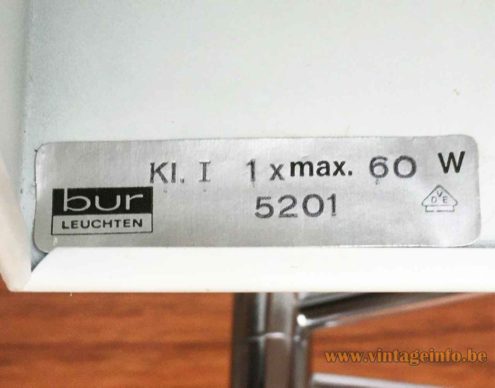 Kl. I 1 x max. 60 W
bur
LEUCHTEN
5201
VDE
www.vintageinfo.be